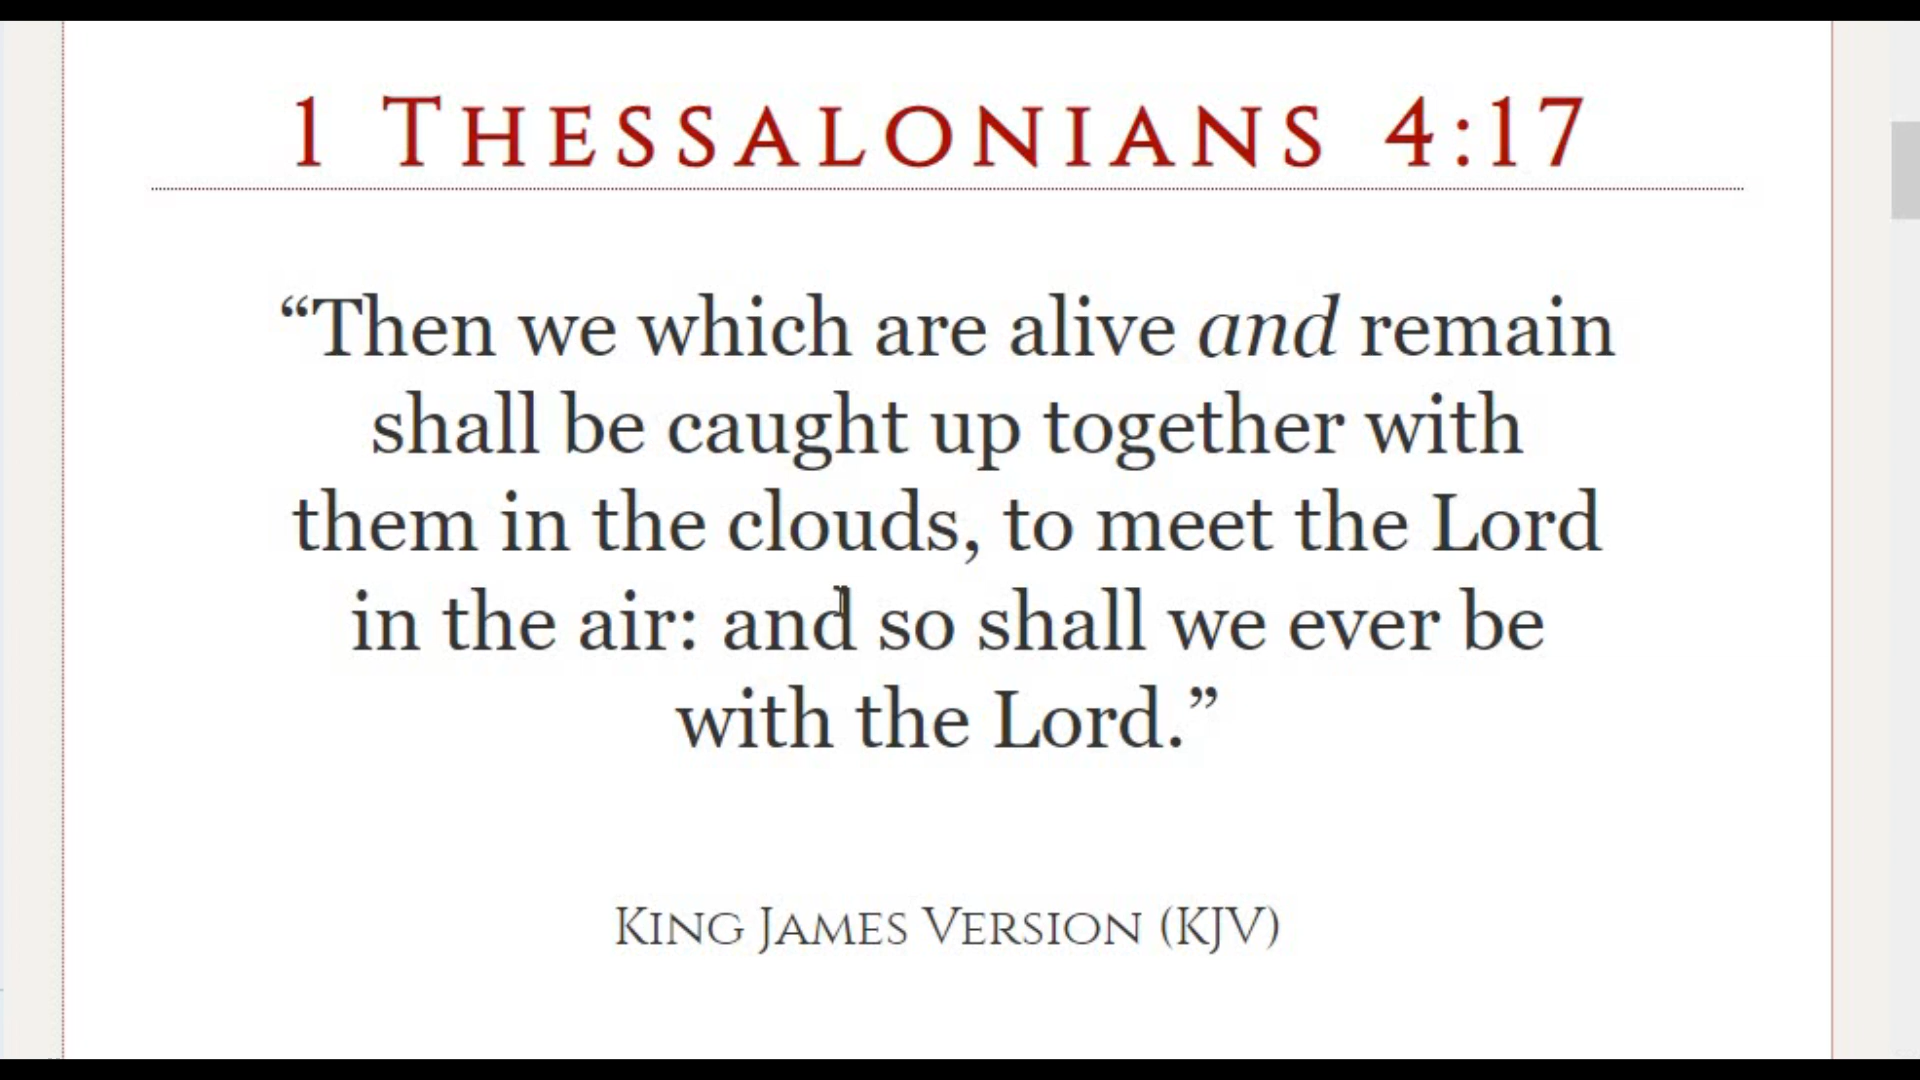 1 THESSALONIANS 4:17
“Then we which are alive and remain
shall be caught up together with
them in the clouds, to meet the Lord
in the air: and so shall we ever be
with the Lord.”
KING JAMES VERSION (KJV)